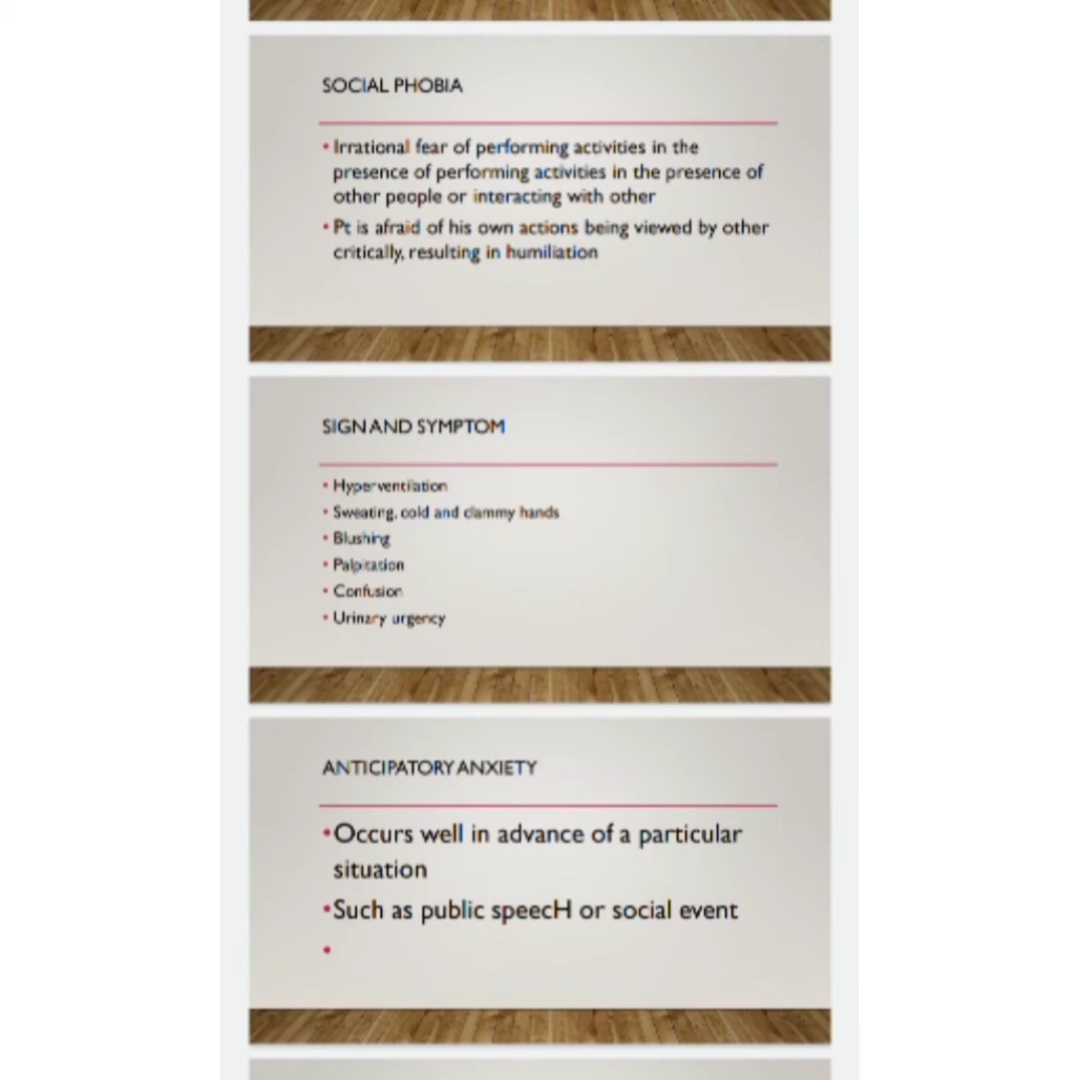 SOCIAL PHOBIA
• Irrational fear of performing activities in the
presence of performing activities in the presence of
other people or interacting with other
• Pt is afraid of his own actions being viewed by other
critically, resulting in humiliation
SIGN AND SYMPTOM
• Hyperventilation
• Sweating, cold and clammy hands
• Blushing
• Palpitation
• Confusion
• Urinary urgency
ANTICIPATORY ANXIETY
• Occurs well in advance of a particular
situation
• Such as public speecH or social event
•